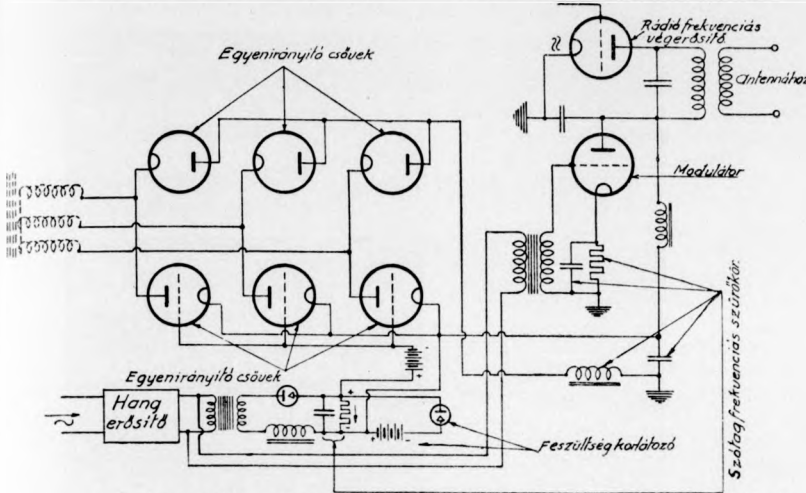 Rádió frekvenciás
végerősítő
Egyenirányító csövek
Antennához
Modulátor
Egyenirányító csövek
Hang
erősítő
Feszültség korlátozó
Szótag frekvenciás szűrőkör.